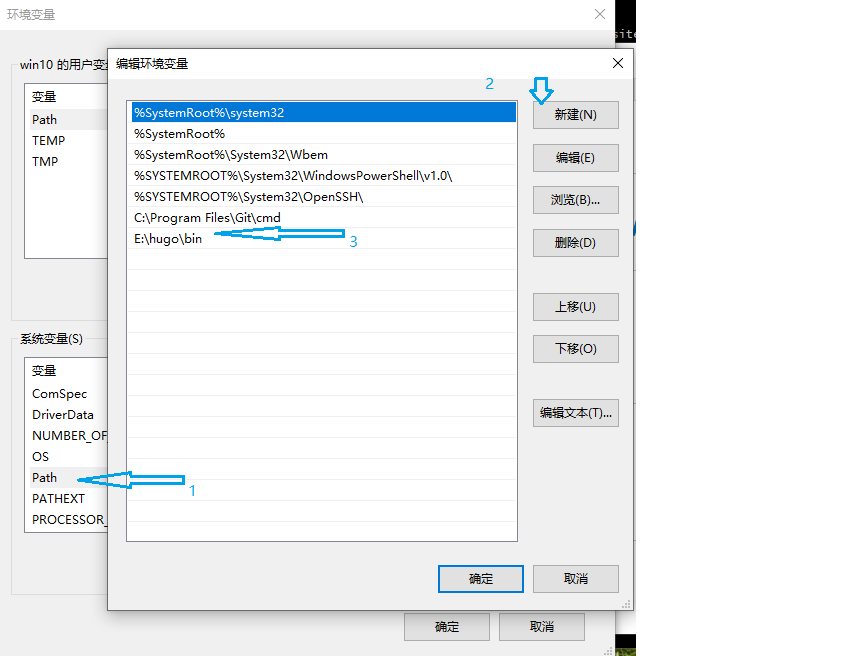 环境变量
site
win10 的用户变
变量
Path
TEMP
TMP
系统变量(S)
变量
ComSpec
DriverData
NUMBER_OF
OS
Path
PATHEXT
PROCESSOR_
1
编辑环境变量
2
%SystemRoot%\system32
%SystemRoot%
%SystemRoot%\System32\Wbem
%SYSTEMROOT%\System32\WindowsPowerShell\v1.0\
%SYSTEMROOT%\System32\OpenSSH\
C:\Program Files\Git\cmd
E:\hugo\bin
3
新建(N)
编辑(E)
浏览(B)...
删除(D)
上移(U)
下移(O)
编辑文本(T)...
确定
取消
确定
取消